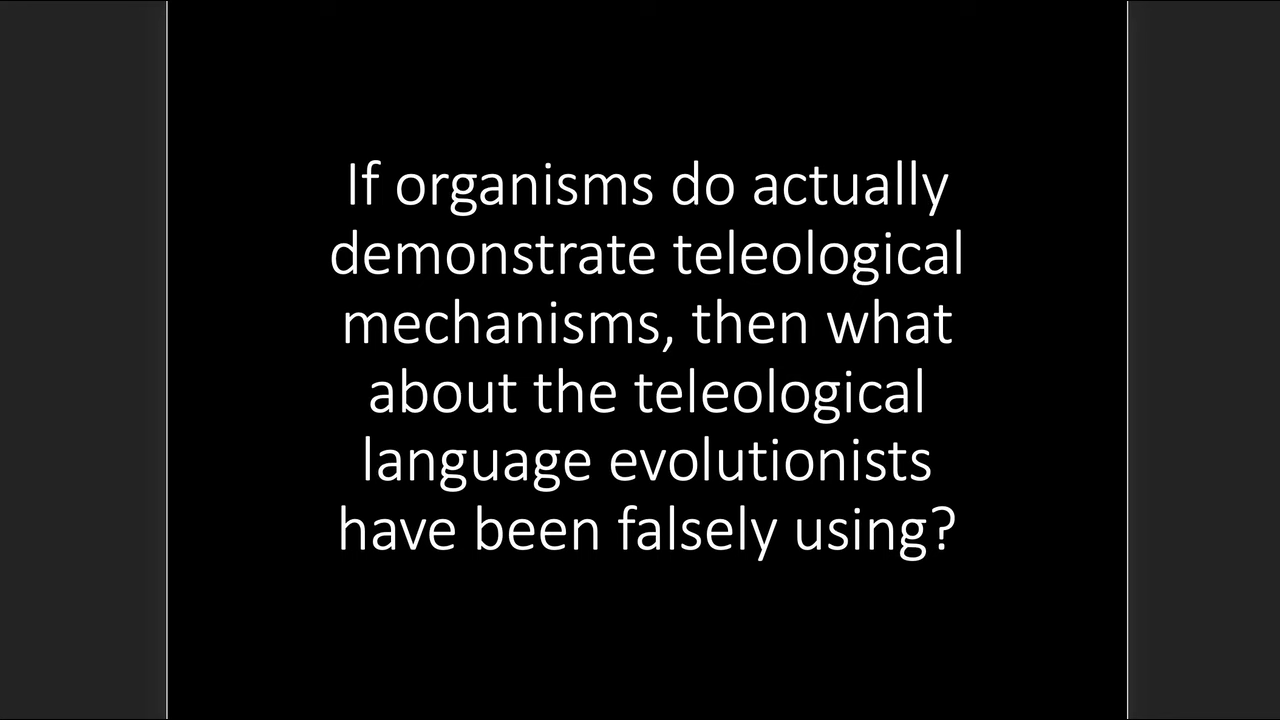 If organisms do actually
demonstrate teleological
mechanisms, then what
about the teleological
language evolutionists
have been falsely using?